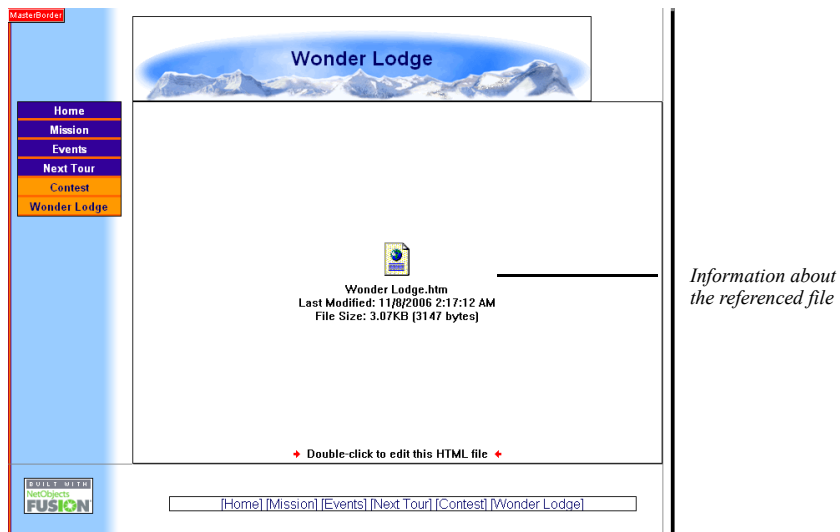 MasterBorder
Wonder Lodge
Home
Mission
Events
Next Tour
Contest
Wonder Lodge
Wonder Lodge.htm
Last Modified: 11/8/2006 2:17:12 AM
File Size: 3.07KB (3147 bytes)
Information about
the referenced file
Double-click to edit this HTML file
BUILT WITH
NetObjects
FUSION
[Home] [Mission] [Events] [Next Tour] [Contest] [Wonder Lodge]